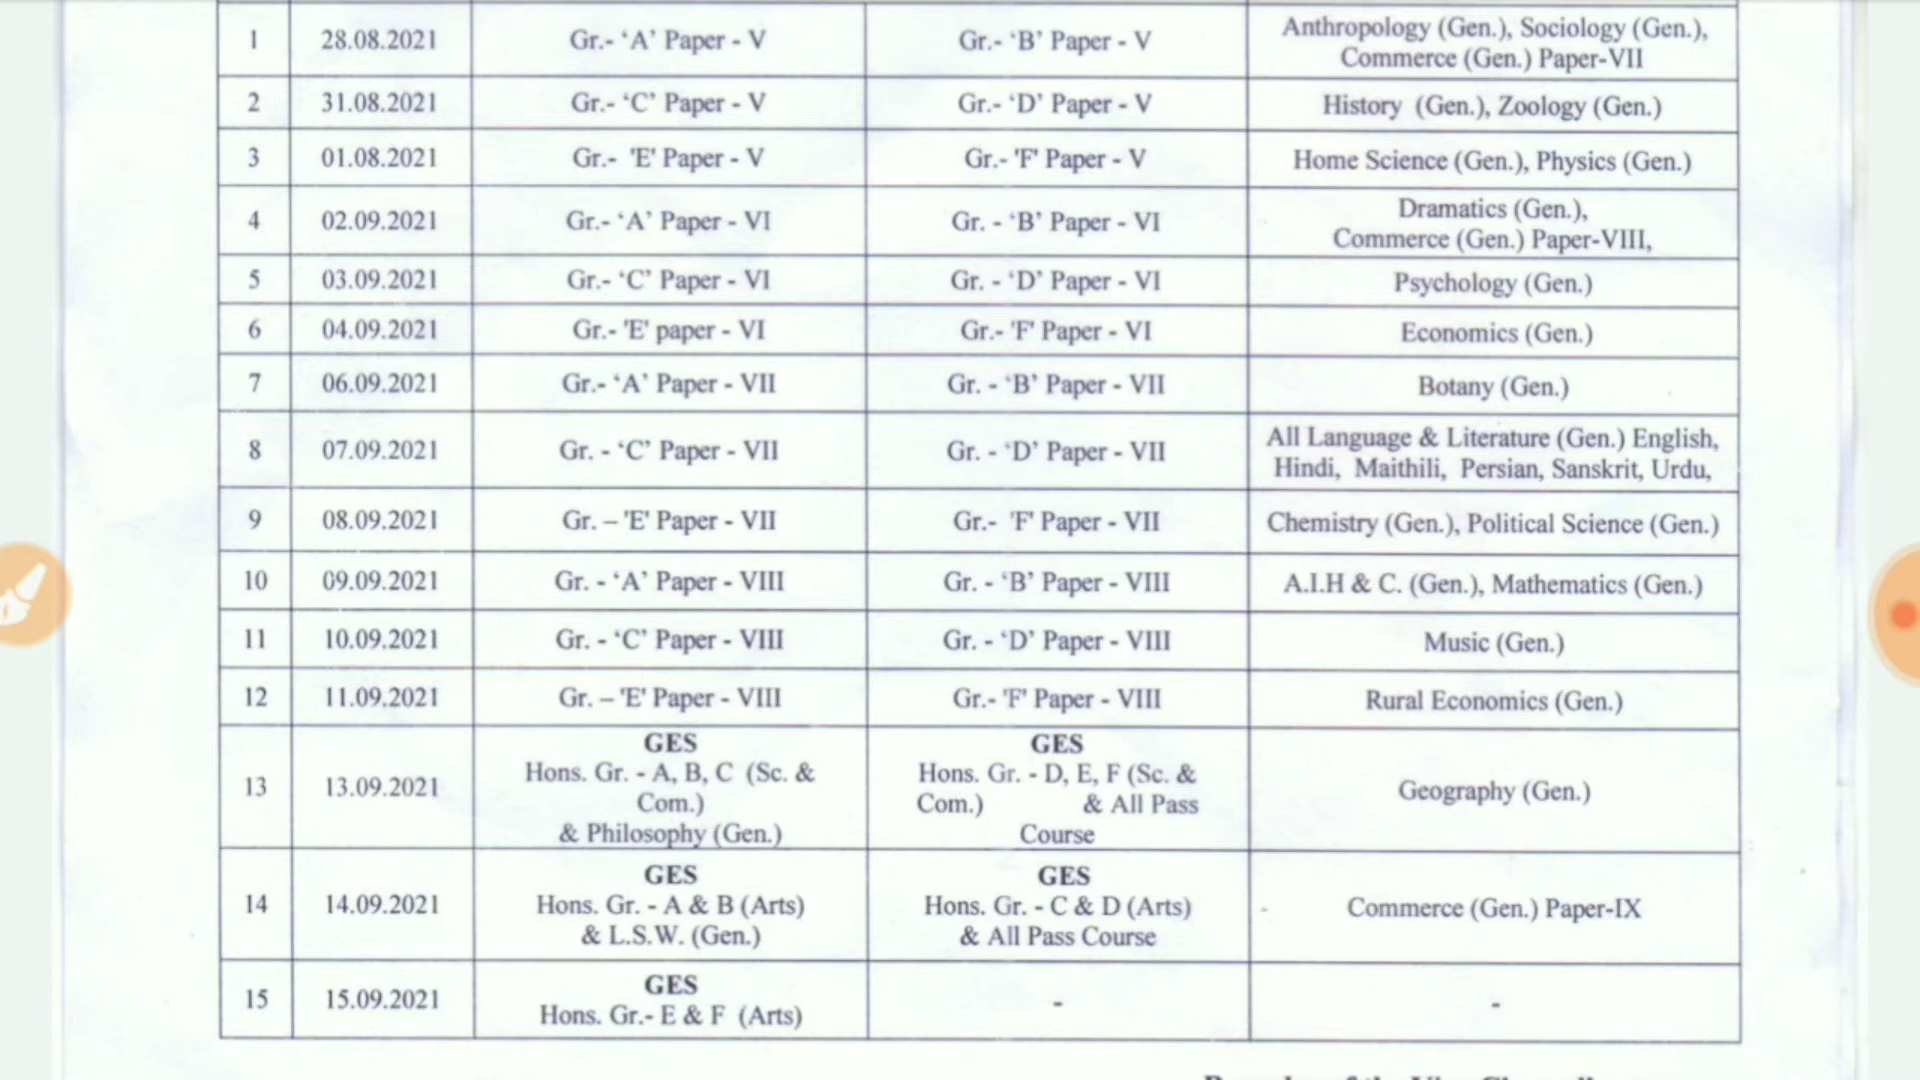 1 28.08.2021 Gr.- ‘A’ Paper - V Gr.- ‘B’ Paper - V Anthropology (Gen.), Sociology (Gen.),
Commerce (Gen.) Paper-VII
2 31.08.2021 Gr.- ‘C’ Paper - V Gr.- ‘D’ Paper - V History (Gen.), Zoology (Gen.)
3 01.08.2021 Gr.- 'E' Paper - V Gr.- 'F' Paper - V Home Science (Gen.), Physics (Gen.)
4 02.09.2021 Gr.- ‘A’ Paper - VI Gr. - ‘B’ Paper - VI Dramatics (Gen.),
Commerce (Gen.) Paper-VIII,
5 03.09.2021 Gr.- ‘C’ Paper - VI Gr. - ‘D’ Paper - VI Psychology (Gen.)
6 04.09.2021 Gr.- 'E' paper - VI Gr.- 'F' Paper - VI Economics (Gen.)
7 06.09.2021 Gr.- ‘A’ Paper - VII Gr. - ‘B’ Paper - VII Botany (Gen.)
8 07.09.2021 Gr. - ‘C’ Paper - VII Gr. - ‘D’ Paper - VII All Language & Literature (Gen.) English,
Hindi, Maithili, Persian, Sanskrit, Urdu,
9 08.09.2021 Gr. – 'E' Paper - VII Gr.- 'F' Paper - VII Chemistry (Gen.), Political Science (Gen.)
10 09.09.2021 Gr. - ‘A’ Paper - VIII Gr. - ‘B’ Paper - VIII A.I.H & C. (Gen.), Mathematics (Gen.)
11 10.09.2021 Gr. - ‘C’ Paper - VIII Gr. - ‘D’ Paper - VIII Music (Gen.)
12 11.09.2021 Gr. – 'E' Paper - VIII Gr.- 'F' Paper - VIII Rural Economics (Gen.)
13 13.09.2021
GES
Hons. Gr. - A, B, C (Sc. &
Com.)
& Philosophy (Gen.)
GES
Hons. Gr. - D, E, F (Sc. &
Com.) & All Pass
Course
Geography (Gen.)
14 14.09.2021
GES
Hons. Gr. - A & B (Arts)
& L.S.W. (Gen.)
GES
Hons. Gr. - C & D (Arts)
& All Pass Course
- Commerce (Gen.) Paper-IX
15 15.09.2021
GES
Hons. Gr.- E & F (Arts)
- -